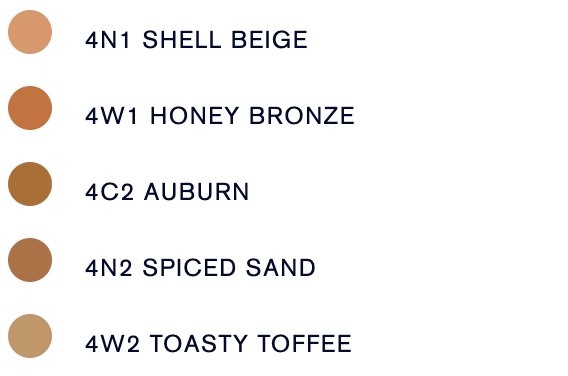 4N1 SHELL BEIGE
4W1 HONEY BRONZE
4C2 AUBURN
4N2 SPICED SAND
4W2 TOASTY TOFFEE